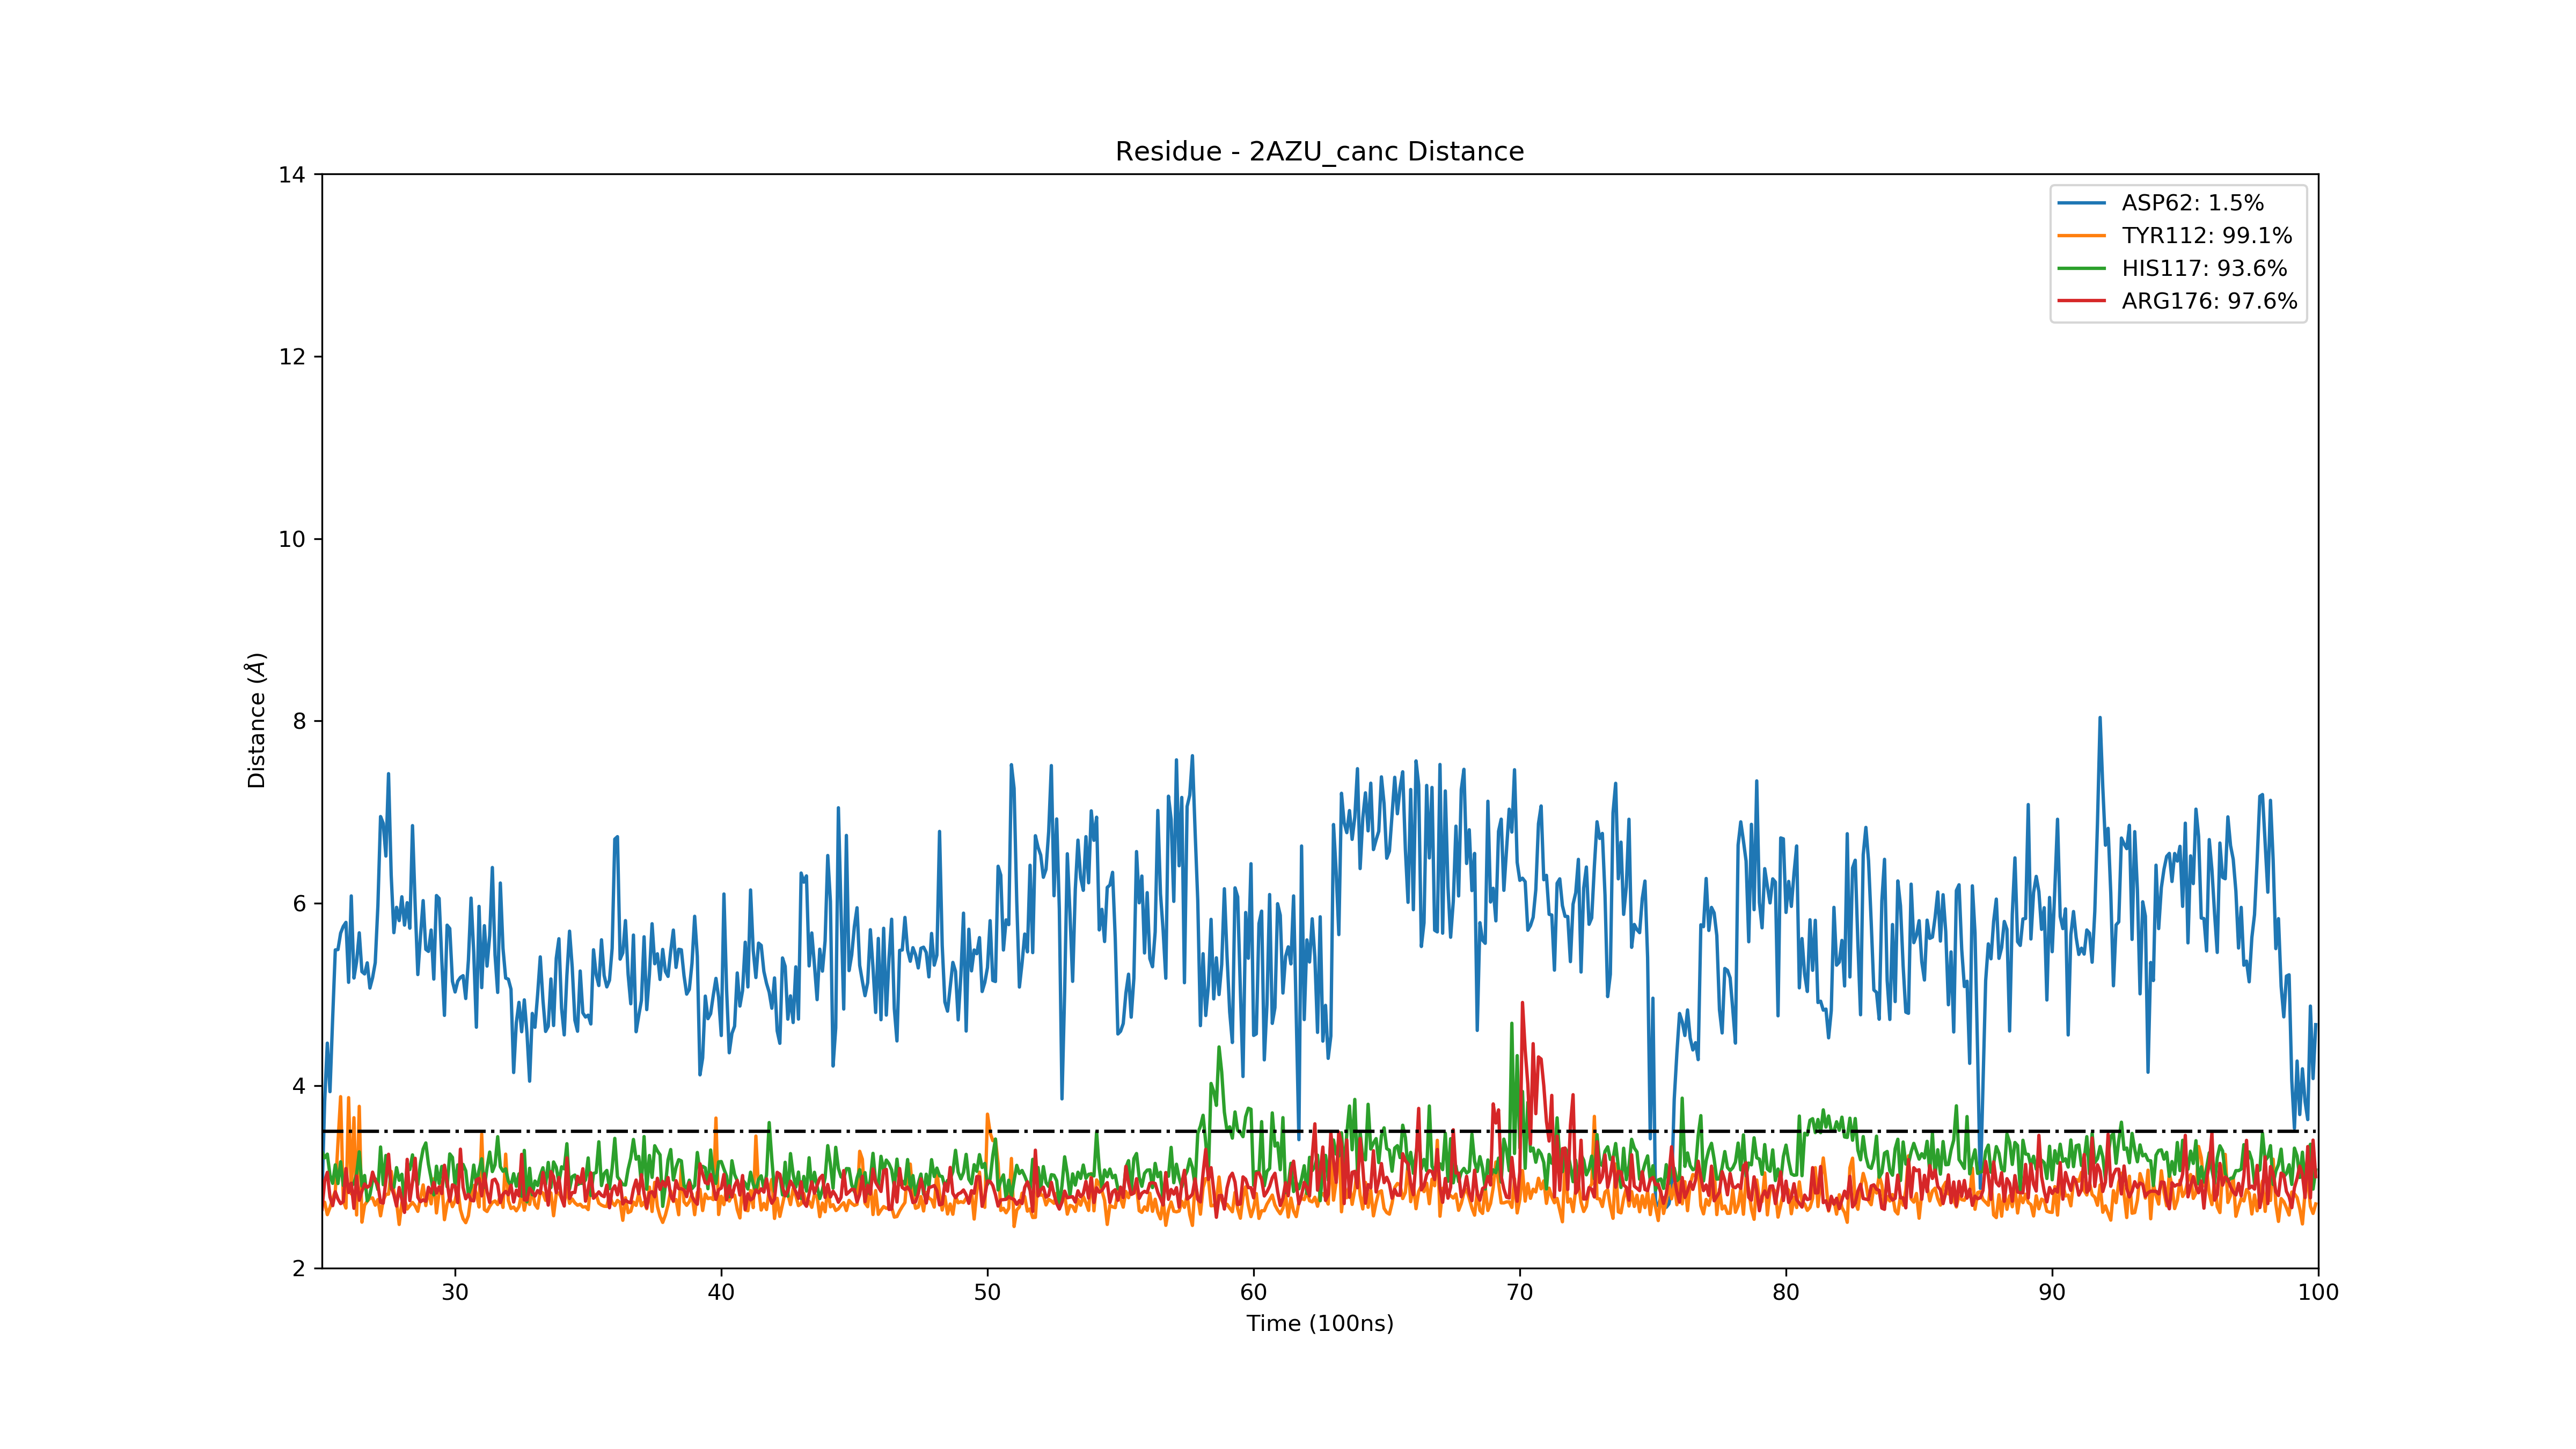 Residue - 2AZU_canc Distance
14
12
10
8
6
4
2
Distance (Å)
ASP62: 1.5%
TYR112: 99.1%
HIS117: 93.6%
ARG176: 97.6%
30 40 50 60 70 80 90 100
Time (100ns)